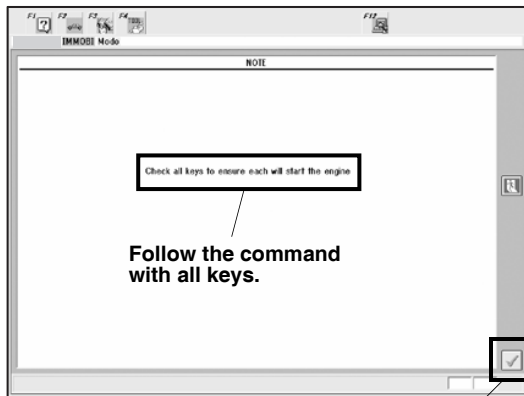 F1 F2 F3 F4 F12
?
IMMOBI Mode
NOTE
Check all keys to ensure each will start the engine
Follow the command
with all keys.